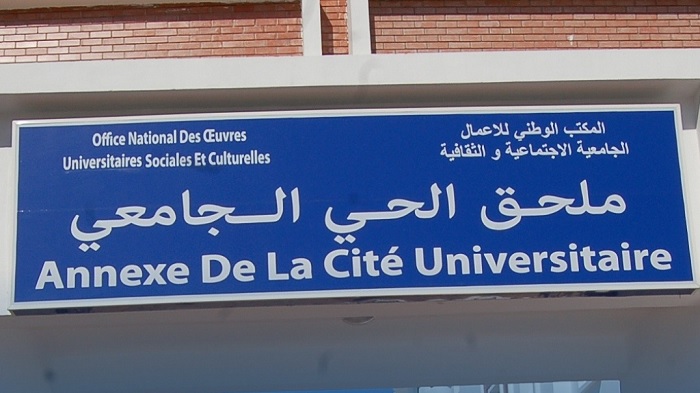 Office National Des Œuvres
Universitaires Sociales Et Culturelles
المكتب الوطني للاعمال
الجامعية الاجتماعية و الثقافية
ملحق الحي الجامعي
Annexe De La Cité Universitaire